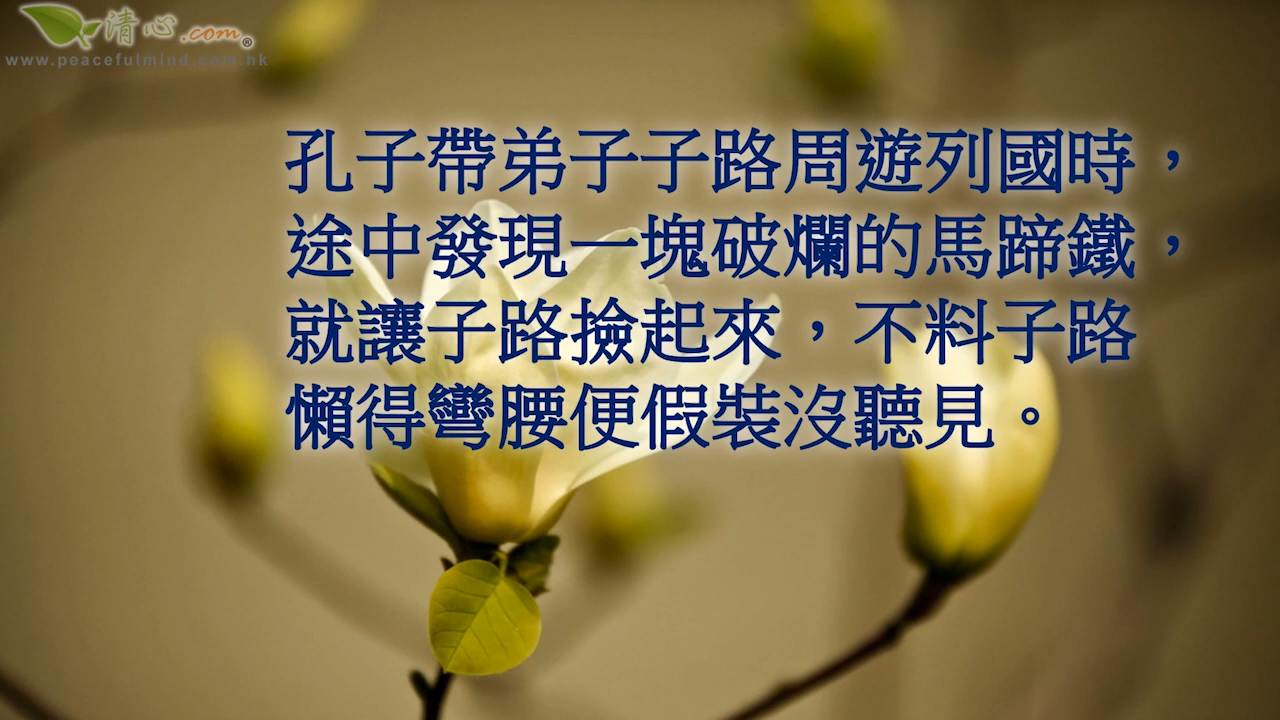 清心.com®
www.peacefulmind.com.hk
孔子帶弟子子路周遊列國時，
途中發現一塊破爛的馬蹄鐵，
就讓子路撿起來，不料子路
懶得彎腰便假裝沒聽見。